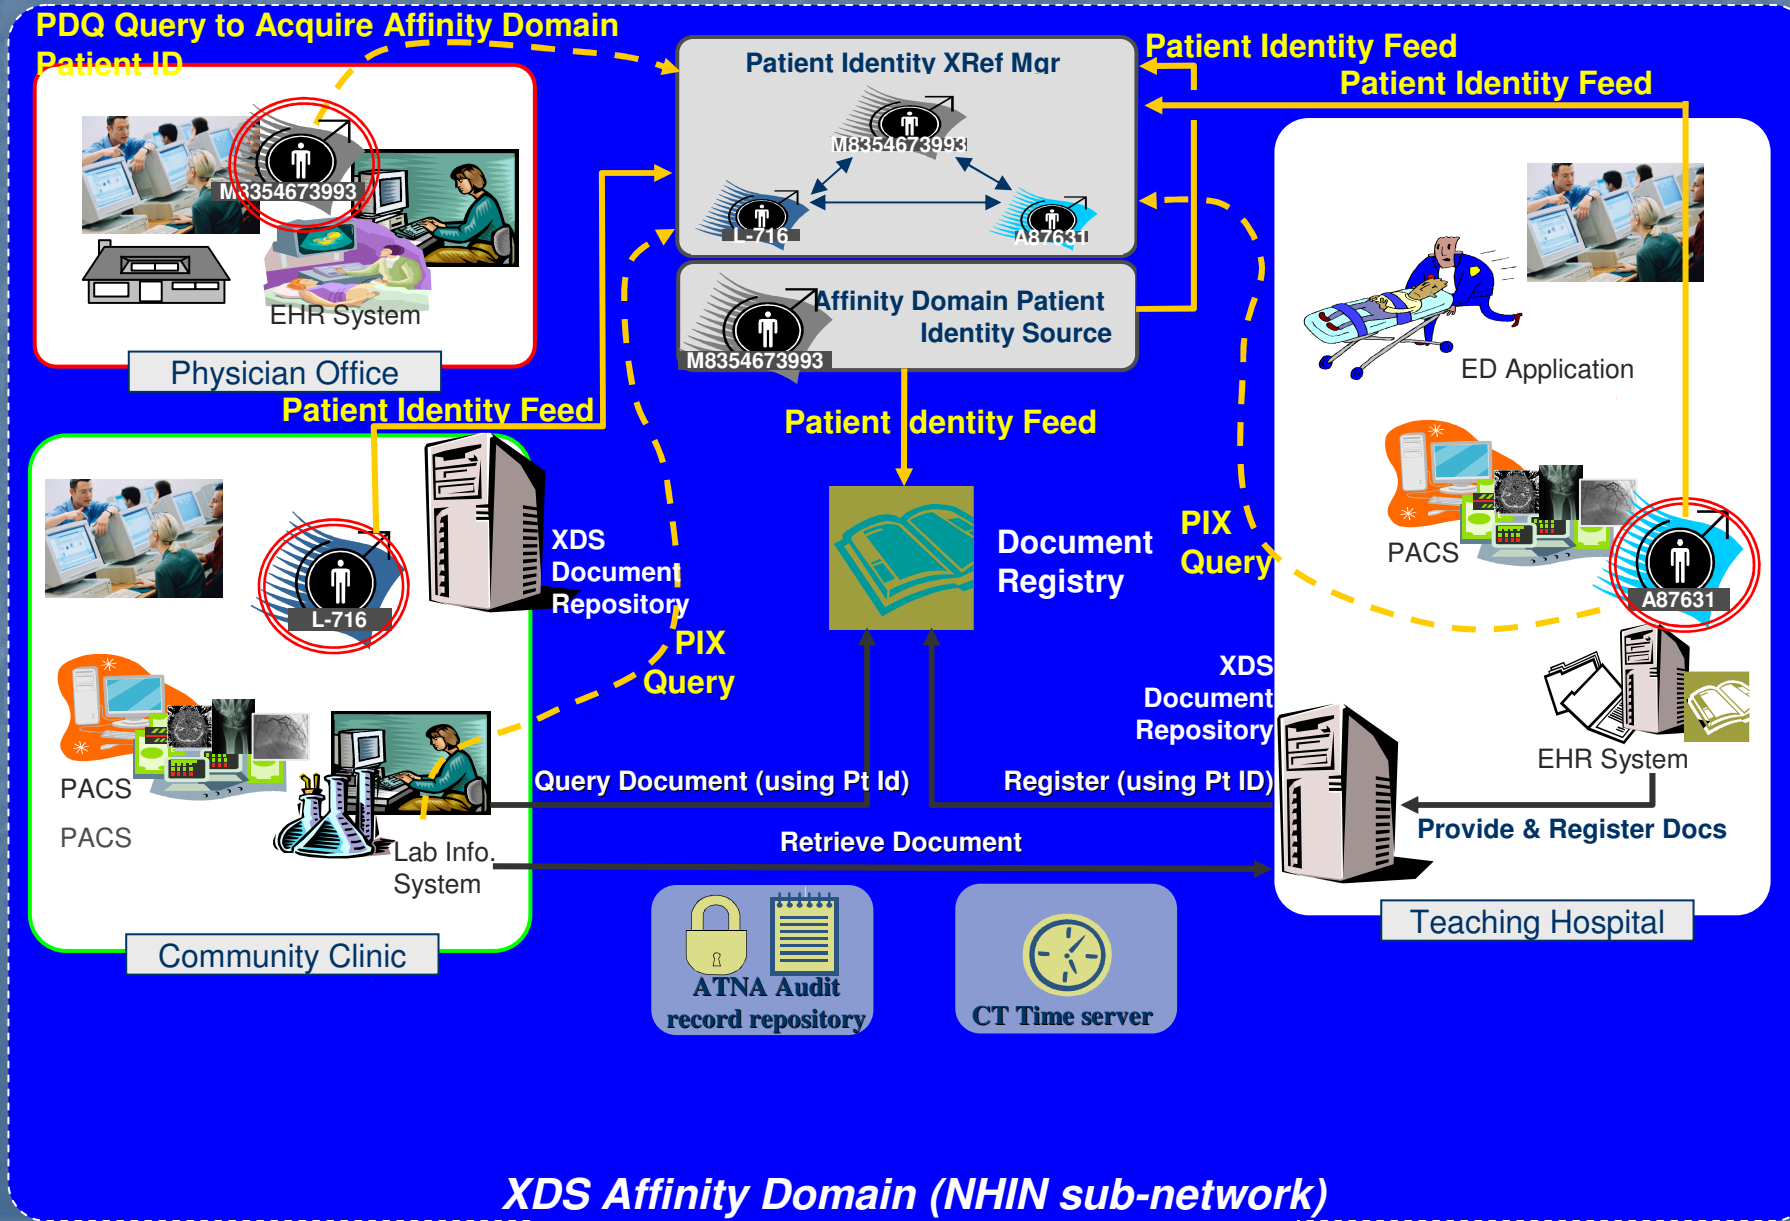 PDQ Query to Acquire Affinity Domain
Patient ID
Patient Identity XRef Mgr
M8354673993
L-716
A87631
Patient Identity Feed
Patient Identity Feed
M8354673993
EHR System
Physician Office
Affinity Domain Patient
Identity Source
M8354673993
ED Application
Patient Identity Feed
Patient dentity Feed
XDS
Document
Repository
L-716
Document
Registry
PIX
Query
PACS
A87631
PIX
Query
XDS
Document
Repository
EHR System
PACS
PACS
Lab Info.
System
Query Document (using Pt Id)
Register (using Pt ID)
Provide & Register Docs
Retrieve Document
Community Clinic
Teaching Hospital
ATNA Audit
record repository
CT Time server
XDS Affinity Domain (NHIN sub-network)